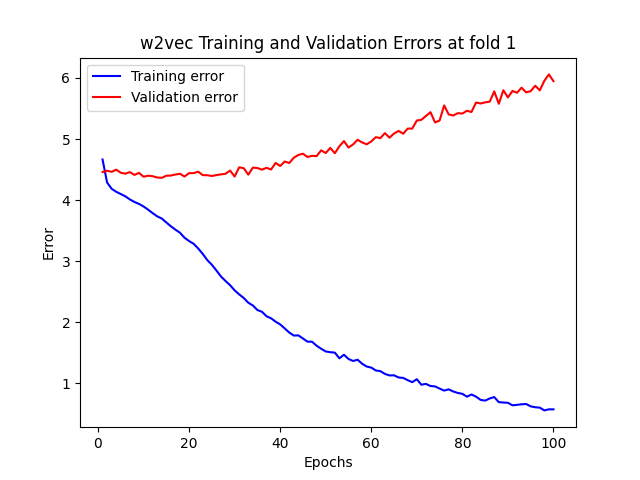 w2vec Training and Validation Errors at fold 1
Training error
Validation error
6
5
4
3
2
1
Error
0 20 40 60 80 100
Epochs